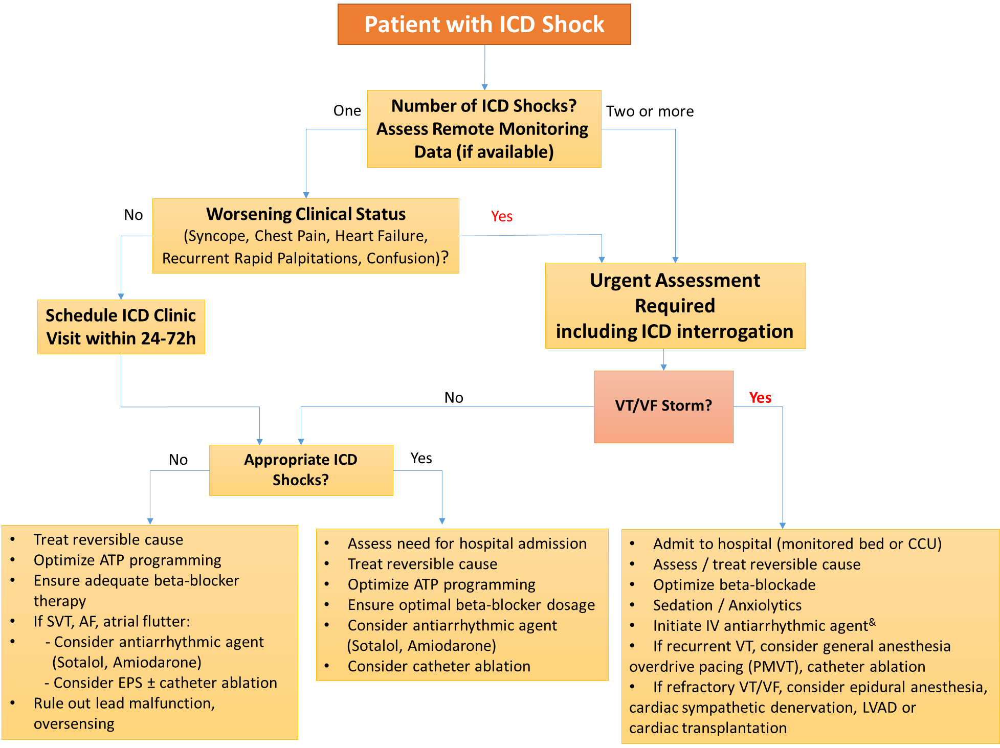 Patient with ICD Shock
Number of ICD Shocks?
Assess Remote Monitoring
Data (if available)
One
Two or more
Worsening Clinical Status
(Syncope, Chest Pain, Heart Failure,
Recurrent Rapid Palpitations, Confusion)?
No
Yes
Urgent Assessment
Required
including ICD interrogation
Schedule ICD Clinic
Visit within 24-72h
VT/VF Storm?
No
Yes
Appropriate ICD
Shocks?
No
Yes
• Treat reversible cause
• Optimize ATP programming
• Ensure adequate beta-blocker
therapy
• If SVT, AF, atrial flutter:
• - Consider antiarrhythmic agent
(Sotalol, Amiodarone)
- Consider EPS ± catheter ablation
• Rule out lead malfunction,
oversensing
• Assess need for hospital admission
• Treat reversible cause
• Optimize ATP programming
• Ensure optimal beta-blocker dosage
• Consider antiarrhythmic agent
(Sotalol, Amiodarone)
• Consider catheter ablation
• Admit to hospital (monitored bed or CCU)
• Assess / treat reversible cause
• Optimize beta-blockade
• Sedation / Anxiolytics
• Initiate IV antiarrhythmic agent&
• If recurrent VT, consider general anesthesia
overdrive pacing (PMVT), catheter ablation
• If refractory VT/VF, consider epidural anesthesia,
cardiac sympathetic denervation, LVAD or
cardiac transplantation